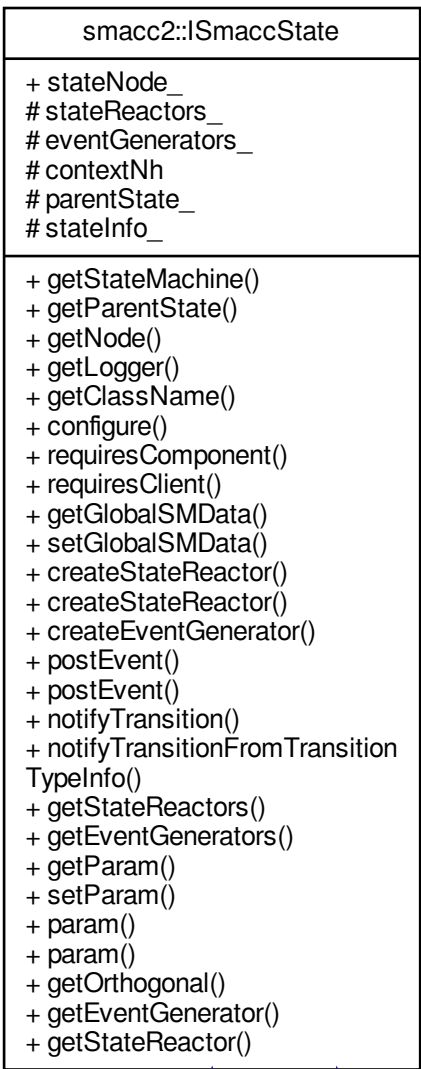 smacc2::ISmaccState
+ stateNode_
# stateReactors_
# eventGenerators_
# contextNh
# parentState_
# stateInfo_
+ getStateMachine()
+ getParentState()
+ getNode()
+ getLogger()
+ getClassName()
+ configure()
+ requiresComponent()
+ requiresClient()
+ getGlobalSMData()
+ setGlobalSMData()
+ createStateReactor()
+ createStateReactor()
+ createEventGenerator()
+ postEvent()
+ postEvent()
+ notifyTransition()
+ notifyTransitionFromTransition
TypeInfo()
+ getStateReactors()
+ getEventGenerators()
+ getParam()
+ setParam()
+ param()
+ param()
+ getOrthogonal()
+ getEventGenerator()
+ getStateReactor()